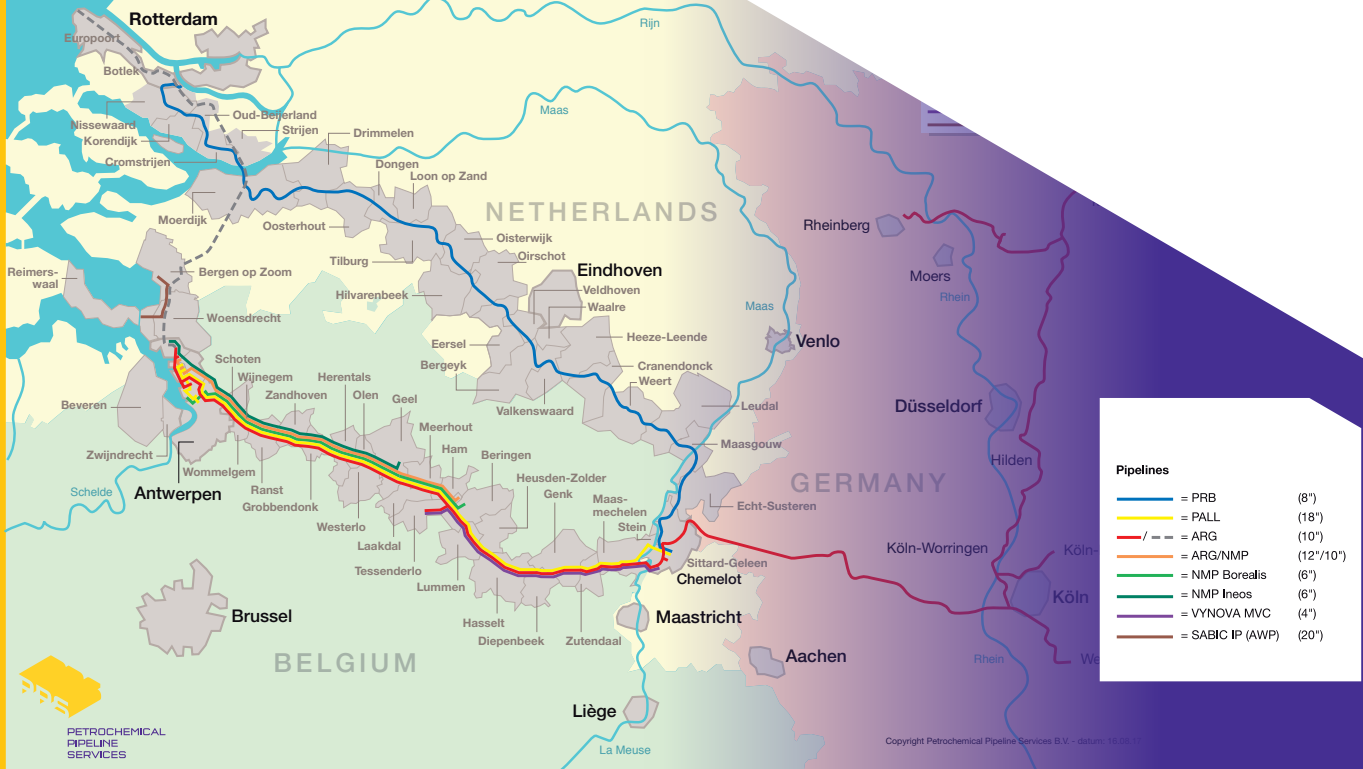 Rotterdam
Europoort
Botlek
Rijn
Nissewaard
Korendijk
Cromstrijen
Oud-Beijerland
Strijen
Maas
Drimmelen
Dongen
Loon op Zand
Moerdijk
Oosterhout
NETHERLANDS
Rheinberg
Oisterwijk
Oirschot
Tilburg
Reimers-
waal
Bergen op Zoom
Eindhoven
Moers
Hilvarenbeek
Veldhoven
Waalre
Rhein
Maas
Woensdrecht
Eersel
Heeze-Leende
Venlo
Schoten
Wijnegem
Bergeyk
Cranendonck
Weert
Zandhoven
Herentals
Olen
Geel
Beveren
Valkenswaard
Leudal
Düsseldorf
Meerhout
Maasgouw
Zwijndrecht
Ham
Beringen
Hilden
Wommelgem
Heusden-Zolder
GERMANY
Schelde
Antwerpen
Ranst
Grobbendonk
Genk
Maas-
mechelen
Echt-Susteren
Westerlo
Stein
Laakdal
Köln-Worringen
Köln-
Tessenderlo
Sittard-Geleen
Chemelot
Lummen
Köln
Brussel
Hasselt
Maastricht
Diepenbeek
Zutendaal
BELGIUM
Aachen
Rhein
We
Liège
La Meuse
Pipelines
= PRB (8")
= PALL (18")
/ = ARG (10")
= ARG/NMP (12"/10")
= NMP Borealis (6")
= NMP Ineos (6")
= VYNOVA MVC (4")
= SABIC IP (AWP) (20")
PPS
PETROCHEMICAL
PIPELINE
SERVICES
Copyright Petrochemical Pipeline Services B.V. - datum: